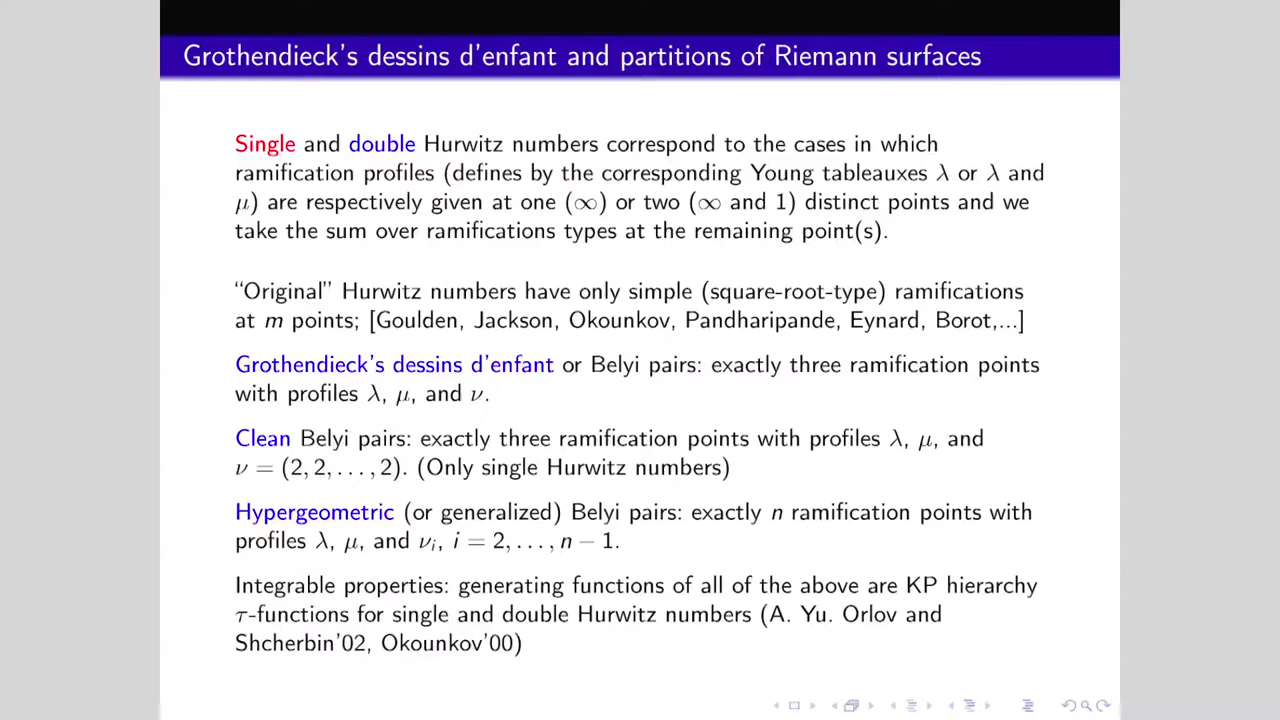 Grothendieck's dessins d'enfant and partitions of Riemann surfaces
Single and double Hurwitz numbers correspond to the cases in which
ramification profiles (defines by the corresponding Young tableauxes λ or λ and
μ) are respectively given at one (∞) or two (∞ and 1) distinct points and we
take the sum over ramifications types at the remaining point(s).
“Original” Hurwitz numbers have only simple (square-root-type) ramifications
at m points; [Goulden, Jackson, Okounkov, Pandharipande, Eynard, Borot,...]
Grothendieck's dessins d'enfant or Belyi pairs: exactly three ramification points
with profiles λ, μ, and ν.
Clean Belyi pairs: exactly three ramification points with profiles λ, μ, and
ν = (2, 2, . . . , 2). (Only single Hurwitz numbers)
Hypergeometric (or generalized) Belyi pairs: exactly n ramification points with
profiles λ, μ, and νᵢ, i = 2, . . . , n − 1.
Integrable properties: generating functions of all of the above are KP hierarchy
τ-functions for single and double Hurwitz numbers (A. Yu. Orlov and
Shcherbin'02, Okounkov'00)